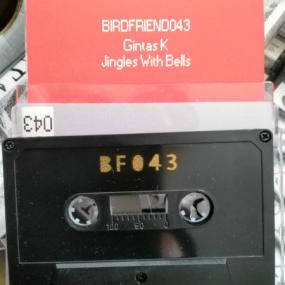 BIRDFRIEND043
Gintas K
Jingles With Bells
043
BF043
100 50 0